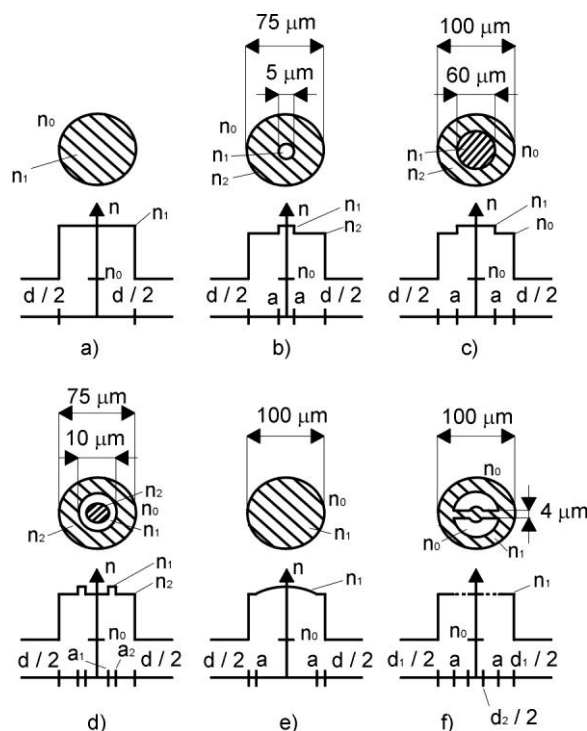 75 μm
100 μm
5 μm
60 μm
n₀
n₀
n₀
n₁
n₁
n₁
n₂
n₂
n
n₁
n
n₁
n₂
n
n₁
n₀
n₀
n₀
n₀
d / 2
d / 2
d / 2
a
a
d / 2
d / 2
a
a
d / 2
a)
b)
c)
75 μm
100 μm
100 μm
10 μm
n₂
n₀
n₁
n₂
n₀
n₁
n₀
4 μm
n₀
n₁
n
n₁
n₂
n
n₁
n
n₁
n₀
n₀
n₀
d / 2
a₁
a₂
d / 2
d / 2
a
a
d / 2
d₁ / 2
a
a
d₁ / 2
d₂ / 2
d)
e)
f)